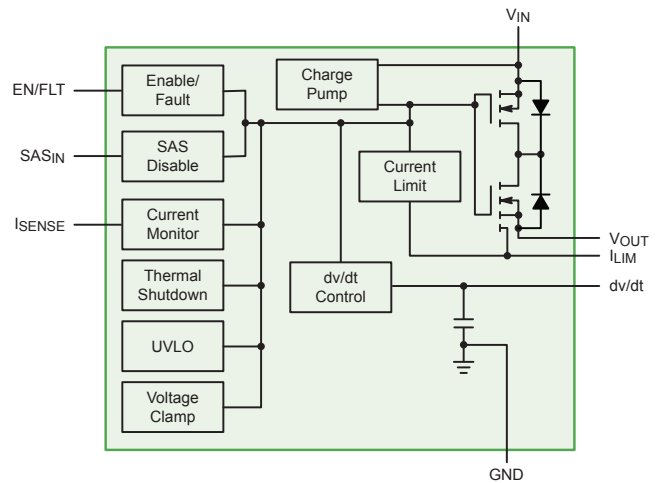 VIN
EN/FLT
Enable/
Fault
Charge
Pump
SASIN
SAS
Disable
Current
Limit
ISENSE
Current
Monitor
VOUT
ILIM
Thermal
Shutdown
dv/dt
Control
dv/dt
UVLO
Voltage
Clamp
GND